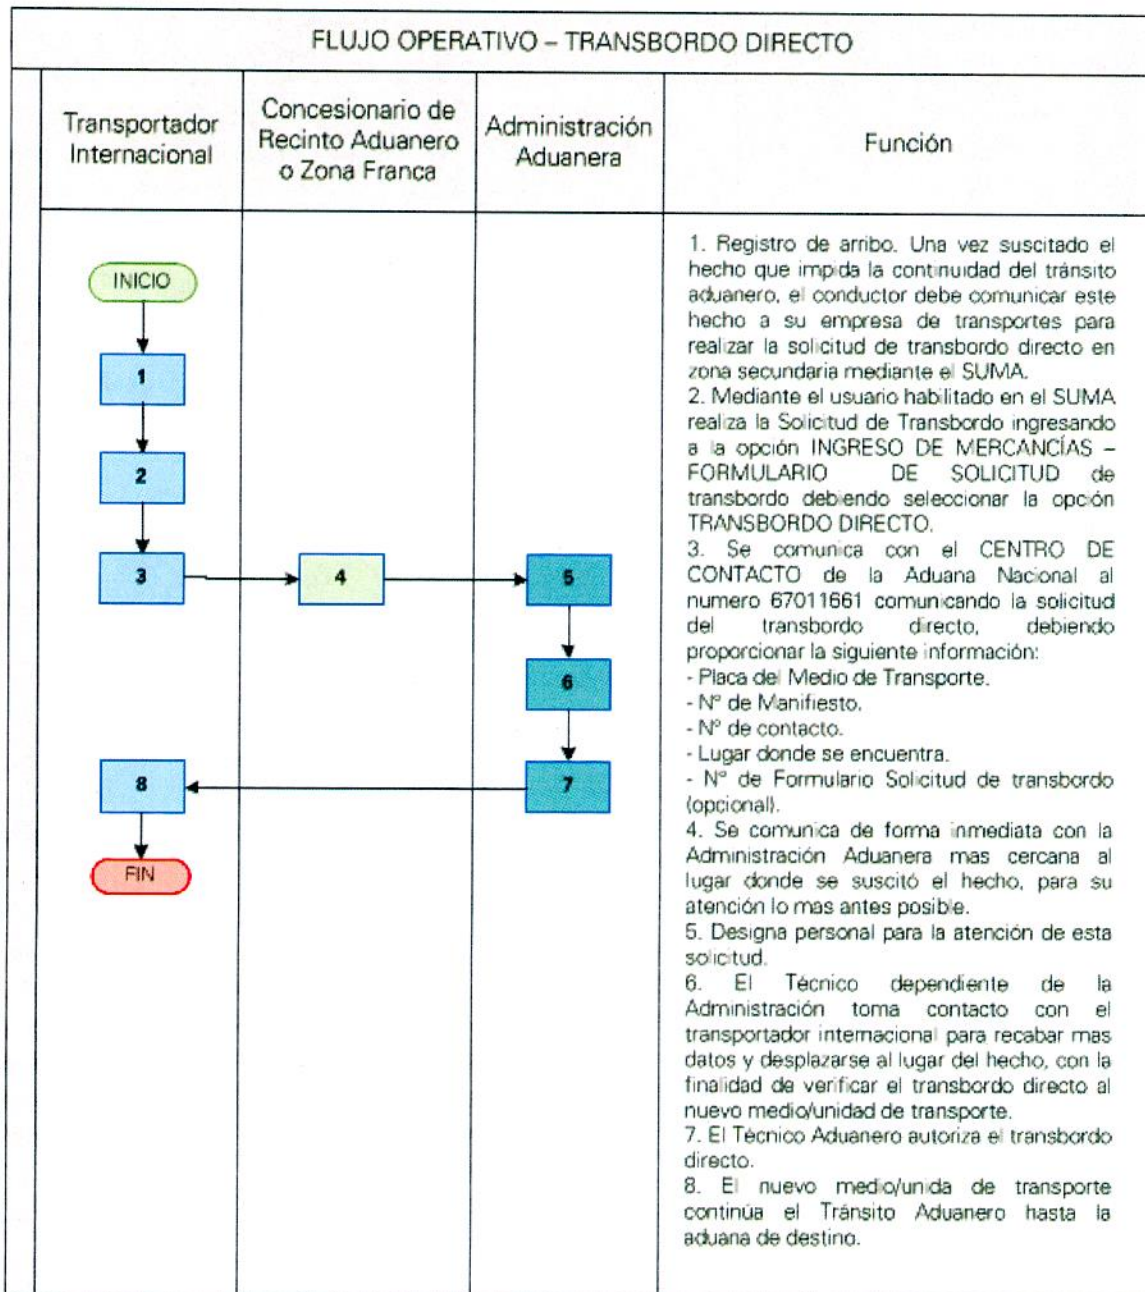 FLUJO OPERATIVO – TRANSBORDO DIRECTO
Transportador
Internacional
Concesionario de
Recinto Aduanero
o Zona Franca
Administración
Aduanera
Función
INICIO
1
2
3
4
5
6
7
8
FIN
1. Registro de arribo. Una vez suscitado el
hecho que impida la continuidad del tránsito
aduanero, el conductor debe comunicar este
hecho a su empresa de transportes para
realizar la solicitud de transbordo directo en
zona secundaria mediante el SUMA.
2. Mediante el usuario habilitado en el SUMA
realiza la Solicitud de Transbordo ingresando
a la opción INGRESO DE MERCANCÍAS –
FORMULARIO DE SOLICITUD de
transbordo debiendo seleccionar la opción
TRANSBORDO DIRECTO.
3. Se comunica con el CENTRO DE
CONTACTO de la Aduana Nacional al
numero 67011661 comunicando la solicitud
del transbordo directo, debiendo
proporcionar la siguiente información:
- Placa del Medio de Transporte.
- Nº de Manifiesto.
- Nº de contacto.
- Lugar donde se encuentra.
- Nº de Formulario Solicitud de transbordo
(opcional).
4. Se comunica de forma inmediata con la
Administración Aduanera mas cercana al
lugar donde se suscitó el hecho, para su
atención lo mas antes posible.
5. Designa personal para la atención de esta
solicitud.
6. El Técnico dependiente de la
Administración toma contacto con el
transportador internacional para recabar mas
datos y desplazarse al lugar del hecho, con la
finalidad de verificar el transbordo directo al
nuevo medio/unidad de transporte.
7. El Técnico Aduanero autoriza el transbordo
directo.
8. El nuevo medio/unida de transporte
continúa el Tránsito Aduanero hasta la
aduana de destino.